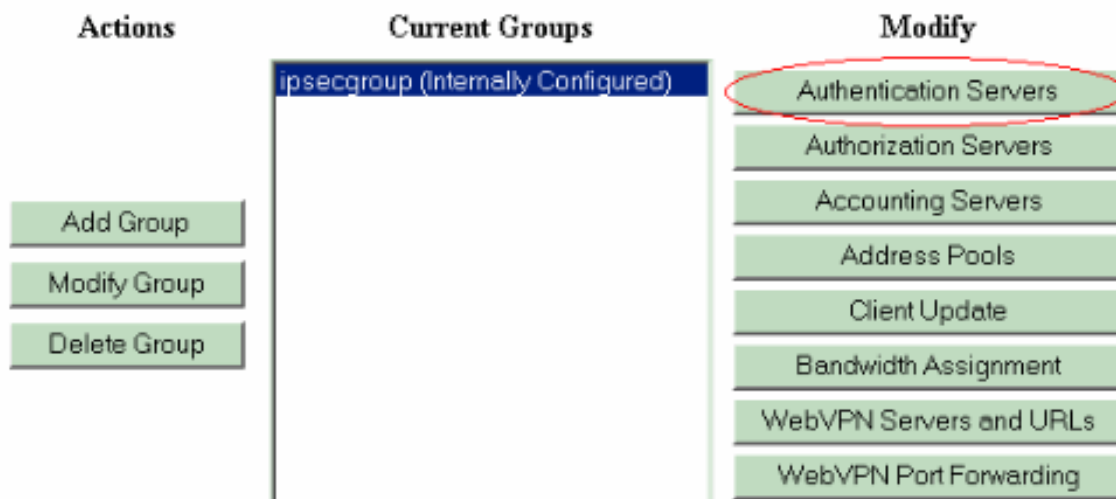 Actions
Add Group
Modify Group
Delete Group
Current Groups
ipsecgroup (Internally Configured)
Modify
Authentication Servers
Authorization Servers
Accounting Servers
Address Pools
Client Update
Bandwidth Assignment
WebVPN Servers and URLs
WebVPN Port Forwarding